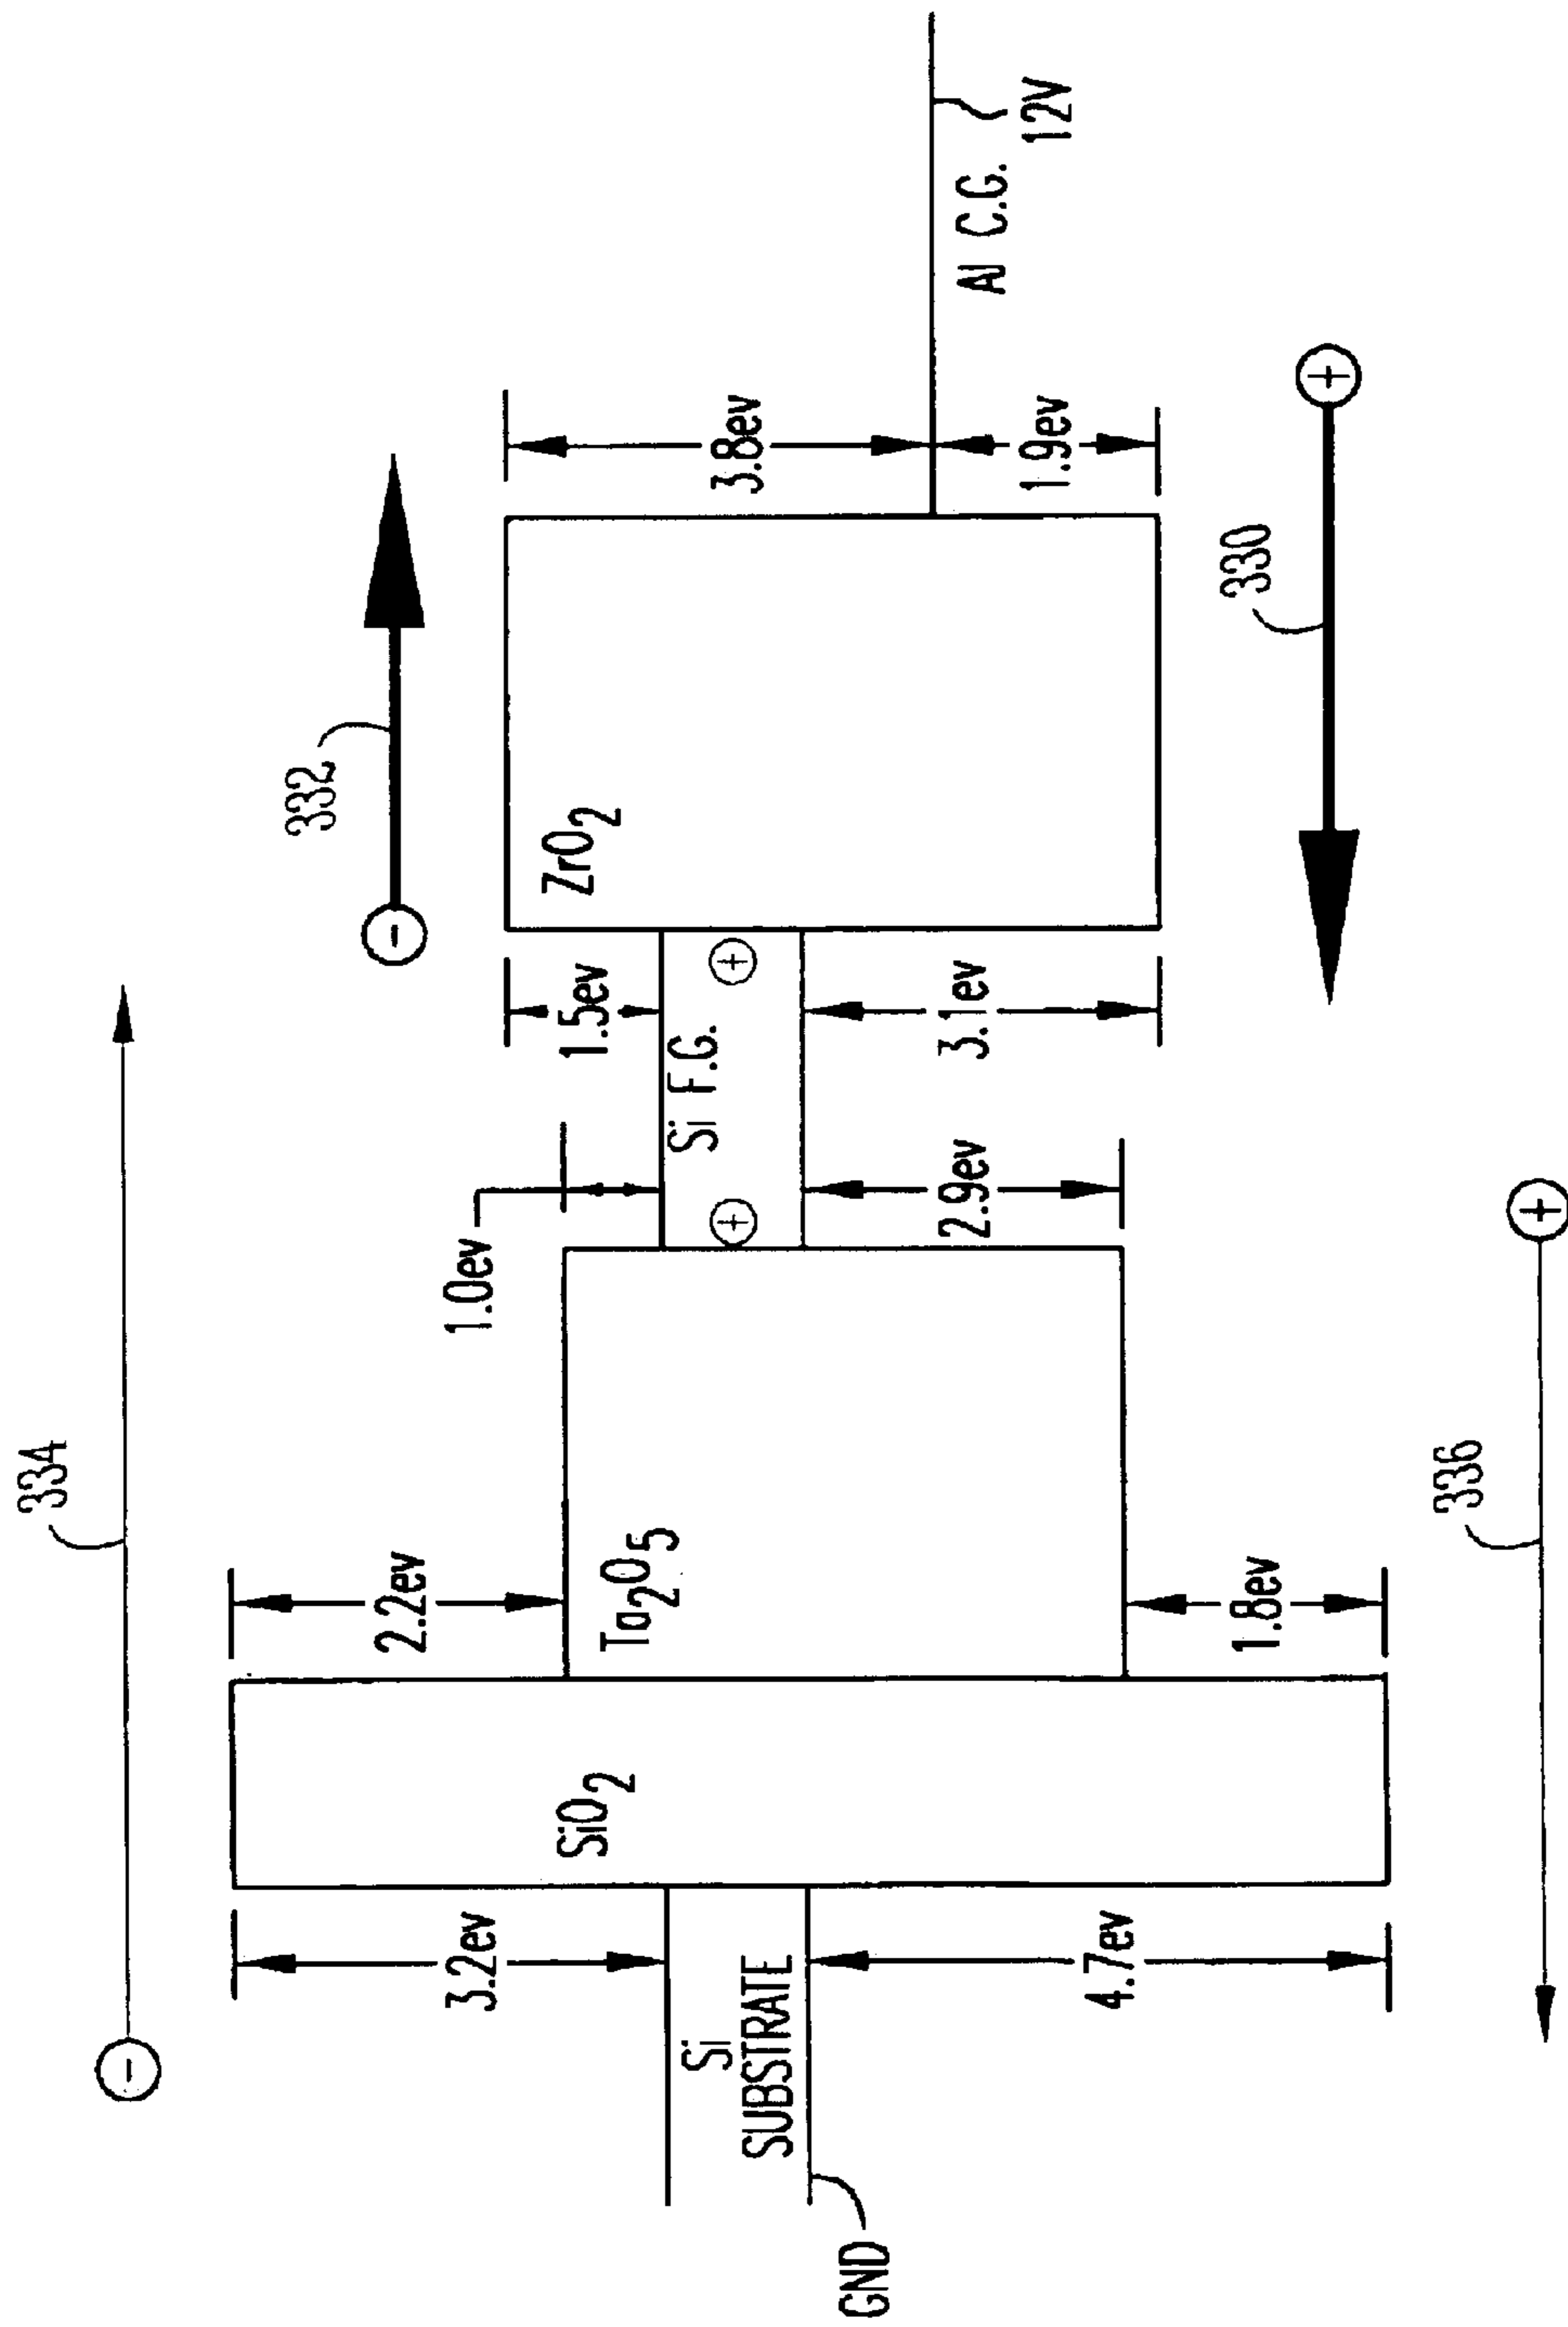 334
332
2.2ev
1.0ev
1.5ev
3.2ev
3.8ev
SiO2
Ta2O5
Si F.G.
ZrO2
Si
SUBSTRATE
Al C.G.
12V
GND
4.7ev
1.8ev
2.9ev
3.1ev
1.9ev
330
336
-
-
+
+
+
+